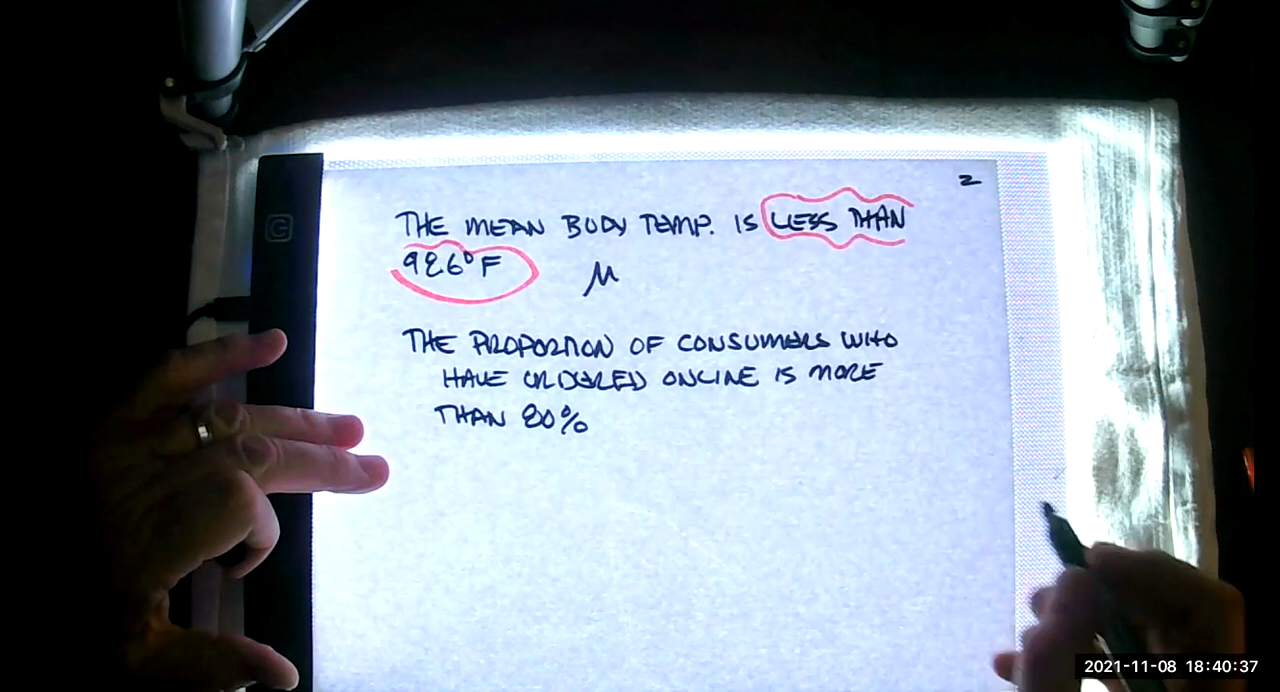 2
THE MEAN BODY TEMP. IS LESS THAN
98.6° F
μ
THE PROPORTION OF CONSUMERS WHO
HAVE ORDERED ONLINE IS MORE
THAN 80%
G
2021-11-08 18:40:37